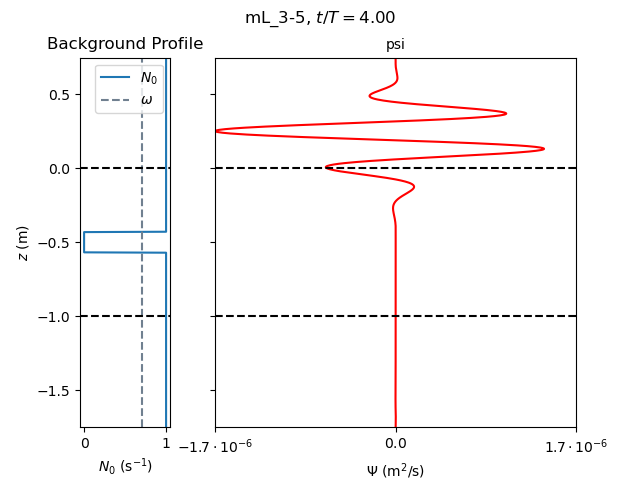 mL_3-5, t/T = 4.00
Background Profile
psi
N₀
ω
0.5
0.0
−0.5
−1.0
−1.5
z (m)
0
1
−1.7 · 10⁻⁶
0.0
1.7 · 10⁻⁶
N₀ (s⁻¹)
Ψ (m²/s)